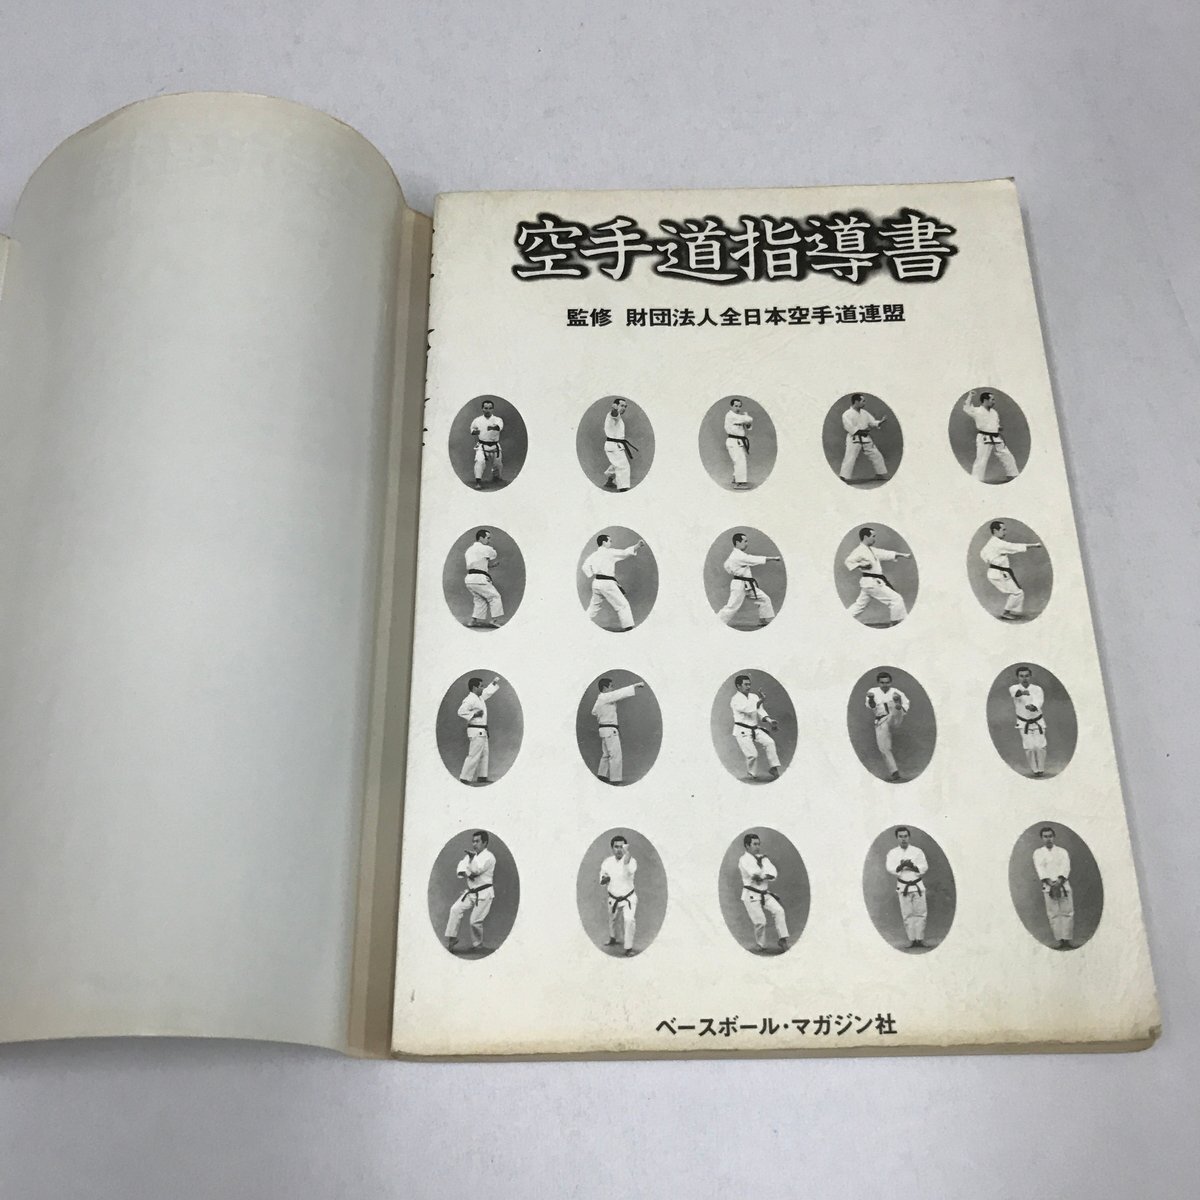 空手道指導書
監修 財団法人全日本空手道連盟
ベースボール・マガジン社